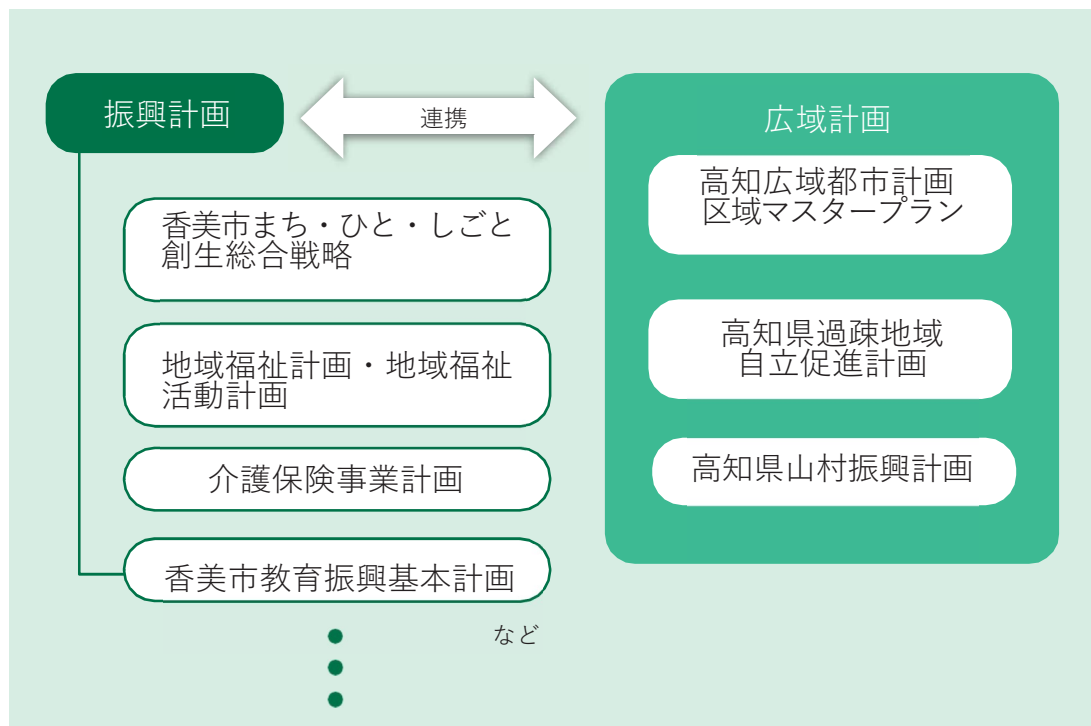 振興計画
連携
広域計画
香美市まち・ひと・しごと
創生総合戦略
地域福祉計画・地域福祉
活動計画
介護保険事業計画
香美市教育振興基本計画
など
高知広域都市計画
区域マスタープラン
高知県過疎地域
自立促進計画
高知県山村振興計画